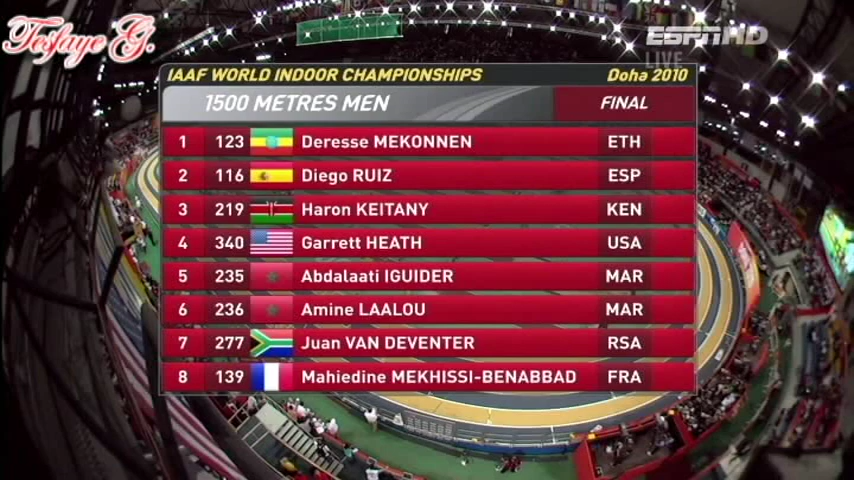 Tesfaye G.
ESPN HD
LIVE
IAAF WORLD INDOOR CHAMPIONSHIPS Doha 2010
1500 METRES MEN FINAL
1 123 Deresse MEKONNEN ETH
2 116 Diego RUIZ ESP
3 219 Haron KEITANY KEN
4 340 Garrett HEATH USA
5 235 Abdalaati IGUIDER MAR
6 236 Amine LAALOU MAR
7 277 Juan VAN DEVENTER RSA
8 139 Mahiedine MEKHISSI-BENABBAD FRA